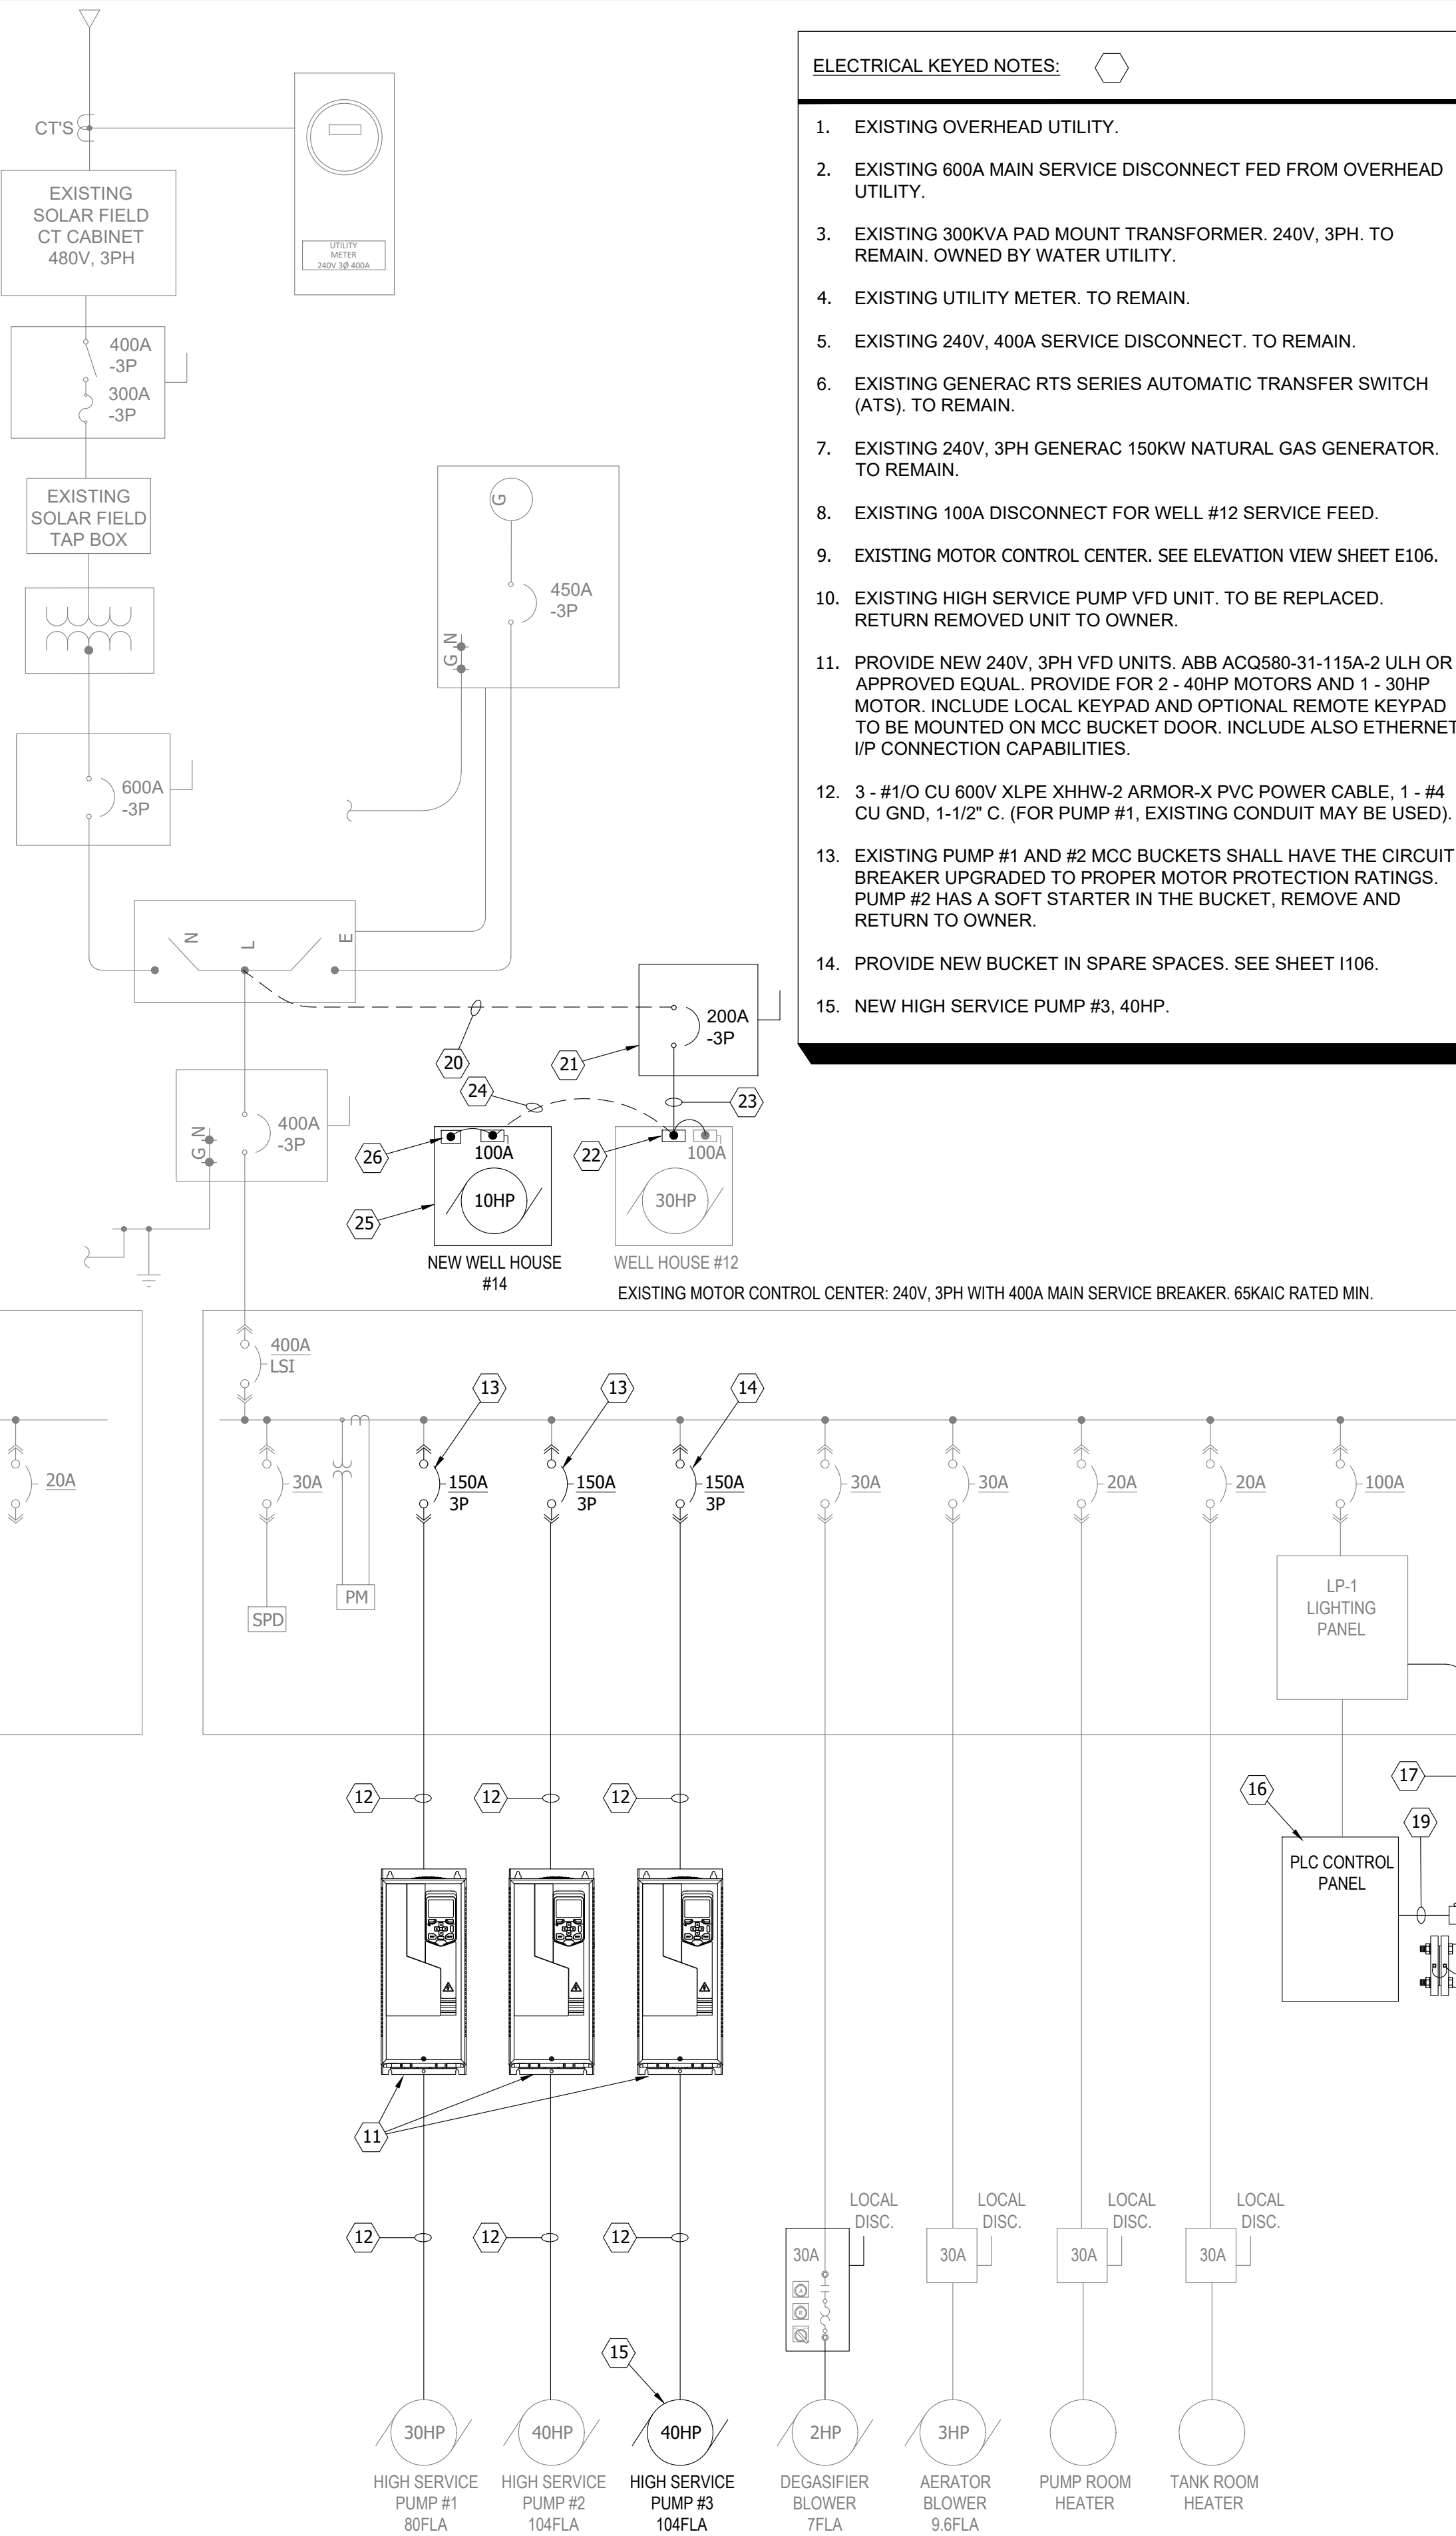 CT'S
EXISTING
SOLAR FIELD
CT CABINET
480V, 3PH
UTILITY
METER
240V 3Ø 400A
400A
-3P
300A
-3P
EXISTING
SOLAR FIELD
TAP BOX
G
450A
-3P
G N
600A
-3P
N
L
E
200A
-3P
20
21
24
23
400A
-3P
G N
26
100A
22
100A
10HP
30HP
25
NEW WELL HOUSE
#14
WELL HOUSE #12
ELECTRICAL KEYED NOTES:
1. EXISTING OVERHEAD UTILITY.
2. EXISTING 600A MAIN SERVICE DISCONNECT FED FROM OVERHEAD
UTILITY.
3. EXISTING 300KVA PAD MOUNT TRANSFORMER. 240V, 3PH. TO
REMAIN. OWNED BY WATER UTILITY.
4. EXISTING UTILITY METER. TO REMAIN.
5. EXISTING 240V, 400A SERVICE DISCONNECT. TO REMAIN.
6. EXISTING GENERAC RTS SERIES AUTOMATIC TRANSFER SWITCH
(ATS). TO REMAIN.
7. EXISTING 240V, 3PH GENERAC 150KW NATURAL GAS GENERATOR.
TO REMAIN.
8. EXISTING 100A DISCONNECT FOR WELL #12 SERVICE FEED.
9. EXISTING MOTOR CONTROL CENTER. SEE ELEVATION VIEW SHEET E106.
10. EXISTING HIGH SERVICE PUMP VFD UNIT. TO BE REPLACED.
RETURN REMOVED UNIT TO OWNER.
11. PROVIDE NEW 240V, 3PH VFD UNITS. ABB ACQ580-31-115A-2 ULH OR
APPROVED EQUAL. PROVIDE FOR 2 - 40HP MOTORS AND 1 - 30HP
MOTOR. INCLUDE LOCAL KEYPAD AND OPTIONAL REMOTE KEYPAD
TO BE MOUNTED ON MCC BUCKET DOOR. INCLUDE ALSO ETHERNET
I/P CONNECTION CAPABILITIES.
12. 3 - #1/O CU 600V XLPE XHHW-2 ARMOR-X PVC POWER CABLE, 1 - #4
CU GND, 1-1/2" C. (FOR PUMP #1, EXISTING CONDUIT MAY BE USED).
13. EXISTING PUMP #1 AND #2 MCC BUCKETS SHALL HAVE THE CIRCUIT
BREAKER UPGRADED TO PROPER MOTOR PROTECTION RATINGS.
PUMP #2 HAS A SOFT STARTER IN THE BUCKET, REMOVE AND
RETURN TO OWNER.
14. PROVIDE NEW BUCKET IN SPARE SPACES. SEE SHEET I106.
15. NEW HIGH SERVICE PUMP #3, 40HP.
EXISTING MOTOR CONTROL CENTER: 240V, 3PH WITH 400A MAIN SERVICE BREAKER. 65KAIC RATED MIN.
400A
LSI
13
13
14
20A
30A
150A
3P
150A
3P
150A
3P
30A
30A
20A
20A
100A
SPD
PM
LP-1
LIGHTING
PANEL
12
12
12
16
17
19
PLC CONTROL
PANEL
11
12
12
12
LOCAL
DISC.
LOCAL
DISC.
LOCAL
DISC.
LOCAL
DISC.
30A
30A
30A
30A
A
R
15
30HP
40HP
40HP
2HP
3HP
HIGH SERVICE
PUMP #1
80FLA
HIGH SERVICE
PUMP #2
104FLA
HIGH SERVICE
PUMP #3
104FLA
DEGASIFIER
BLOWER
7FLA
AERATOR
BLOWER
9.6FLA
PUMP ROOM
HEATER
TANK ROOM
HEATER